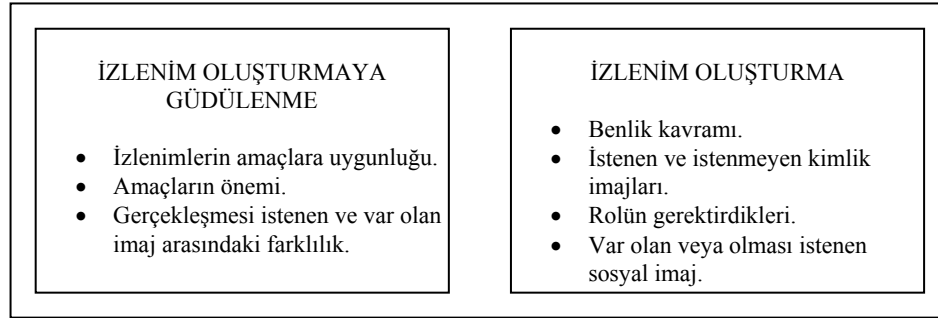 İZLENİM OLUŞTURMAYA
GÜDÜLENME
• İzlenimlerin amaçlara uygunluğu.
• Amaçların önemi.
• Gerçekleşmesi istenen ve var olan
imaj arasındaki farklılık.
İZLENİM OLUŞTURMA
• Benlik kavramı.
• İstenen ve istenmeyen kimlik
imajları.
• Rolün gerektirdikleri.
• Var olan veya olması istenen
sosyal imaj.